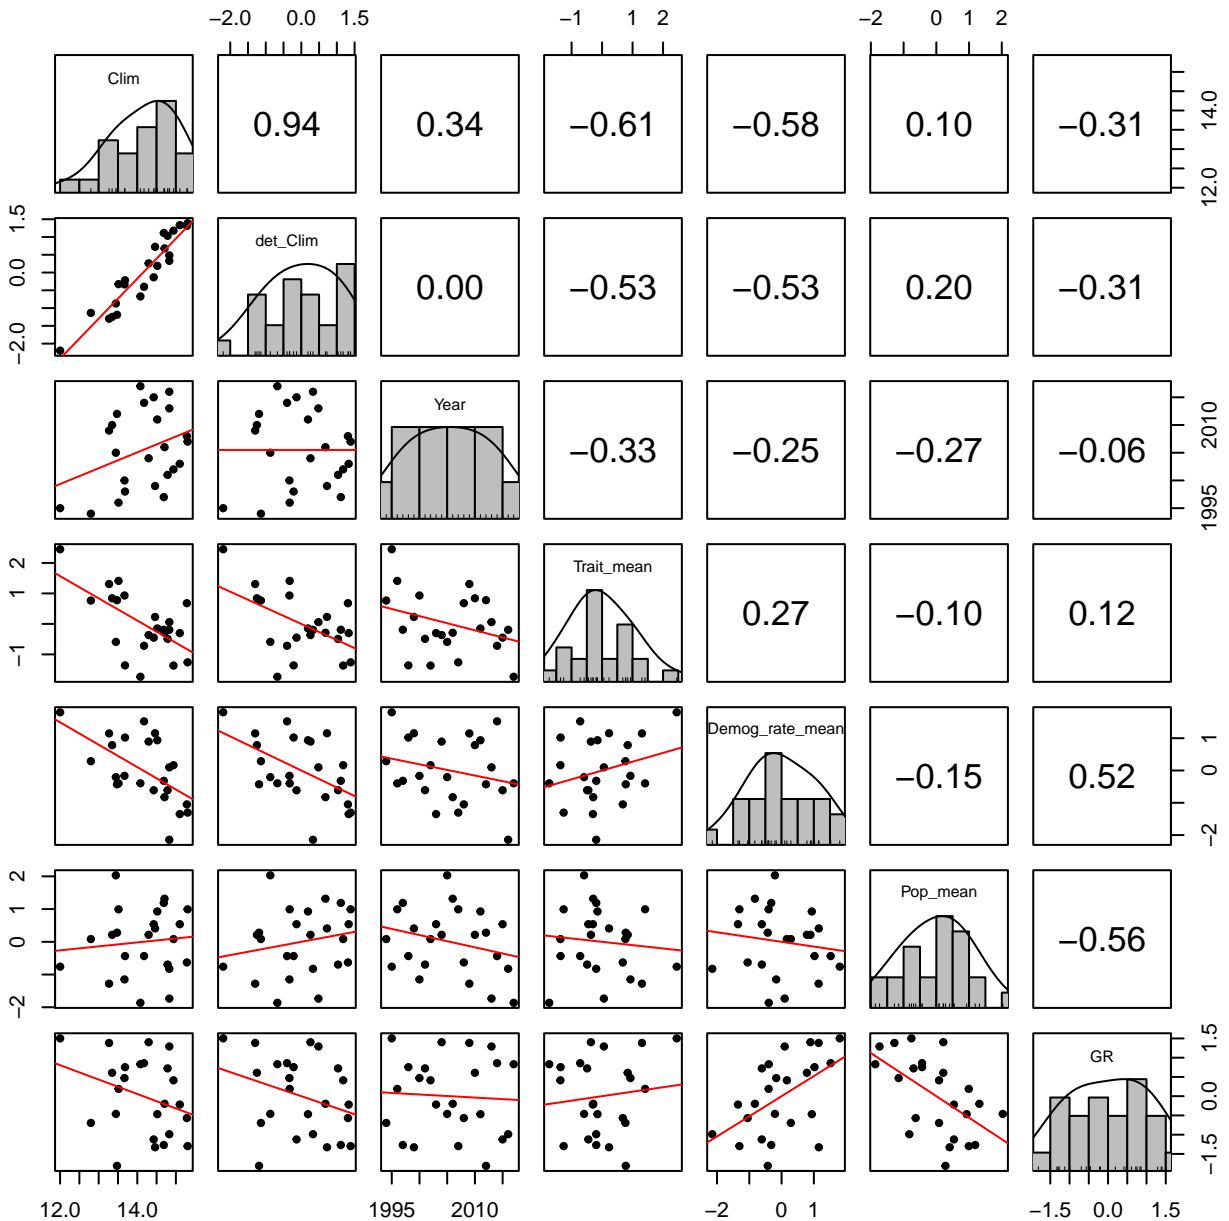 −2.0 0.0 1.5 −1 1 2 −2 0 2
Clim 0.94 0.34 −0.61 −0.58 0.10 −0.31 12.0 14.0
−2.0 0.0 1.5 det_Clim 0.00 −0.53 −0.53 0.20 −0.31
Year −0.33 −0.25 −0.27 −0.06 1995 2010
−1 1 2 Trait_mean 0.27 −0.10 0.12
Demog_rate_mean −0.15 0.52 −2 0 1
−2 0 1 2 Pop_mean −0.56
GR −1.5 0.0 1.5
12.0 14.0 1995 2010 −2 0 1 −1.5 0.0 1.5